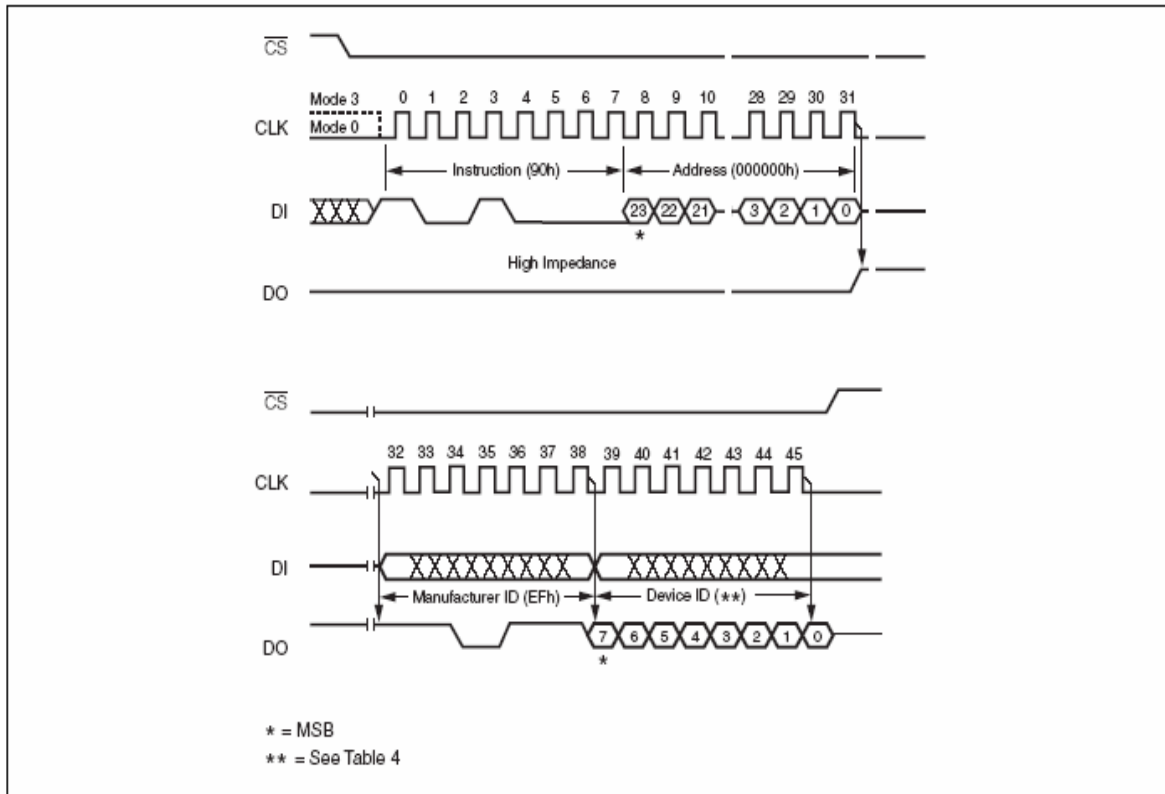 CS
Mode 3
0 1 2 3 4 5 6 7 8 9 10 28 29 30 31
CLK
Mode 0
Instruction (90h)
Address (000000h)
DI
23 22 21 3 2 1 0
*
High Impedance
DO
CS
32 33 34 35 36 37 38 39 40 41 42 43 44 45
CLK
DI
Manufacturer ID (EFh)
Device ID (**)
DO
7 6 5 4 3 2 1 0
*
* = MSB
** = See Table 4